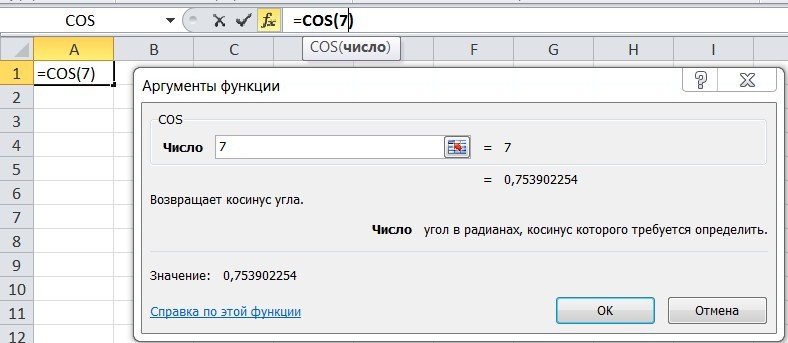 COS =COS(7)
COS(число)
A B C F G H I
1 =COS(7)
2
3
4
5
6
7
8
9
10
11
12
Аргументы функции
COS
Число 7 = 7
= 0,753902254
Возвращает косинус угла.
Число угол в радианах, косинус которого требуется определить.
Значение: 0,753902254
Справка по этой функции OK Отмена